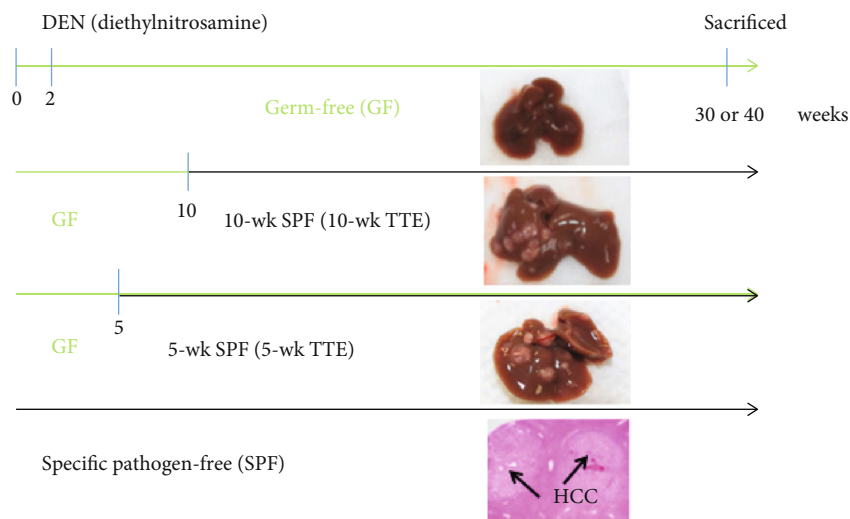 DEN (diethylnitrosamine)
Sacrificed
0
2
Germ-free (GF)
30 or 40
weeks
GF
10
10-wk SPF (10-wk TTE)
5
GF
5-wk SPF (5-wk TTE)
Specific pathogen-free (SPF)
HCC